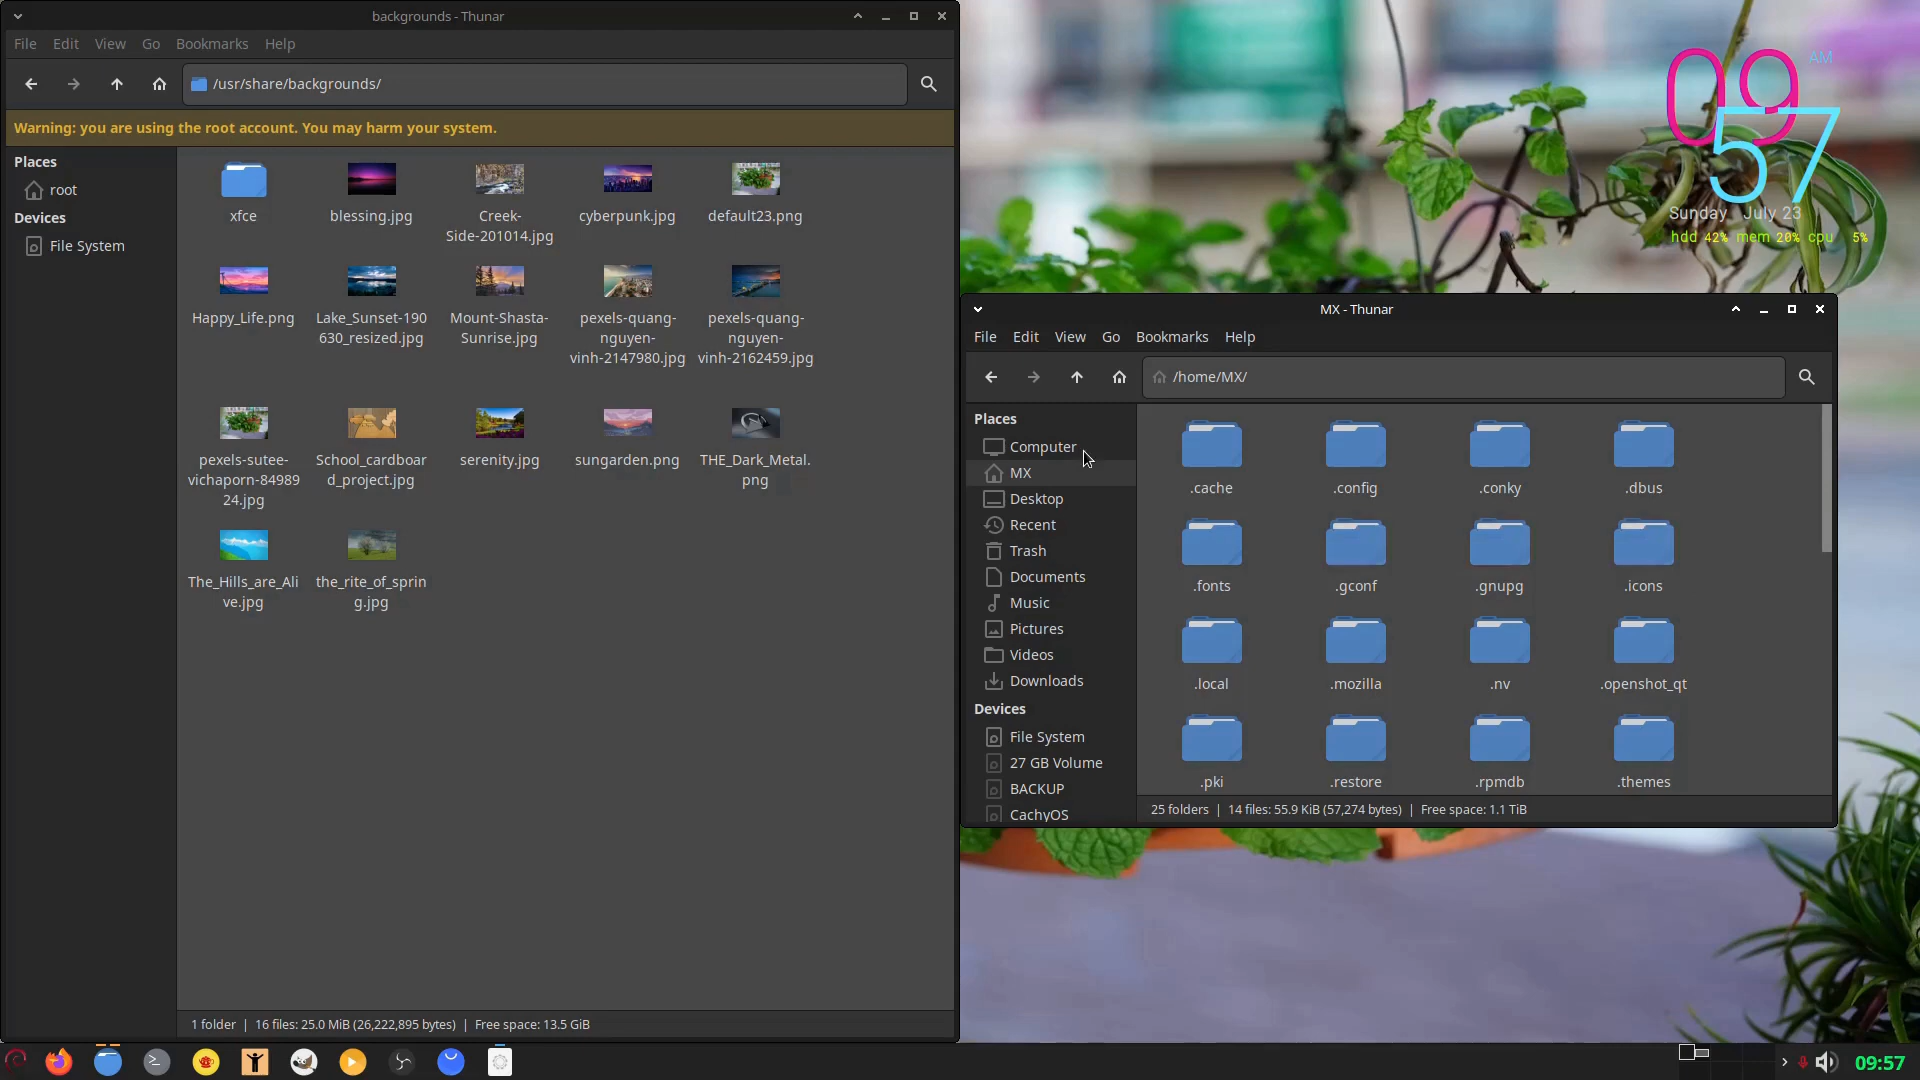 backgrounds - Thunar
File Edit View Go Bookmarks Help
/usr/share/backgrounds/
Warning: you are using the root account. You may harm your system.
Places
root
Devices
File System
xfce
blessing.jpg
Creek-
Side-201014.jpg
cyberpunk.jpg
default23.png
Happy_Life.png
Lake_Sunset-190
630_resized.jpg
Mount-Shasta-
Sunrise.jpg
pexels-quang-
nguyen-
vinh-2147980.jpg
pexels-quang-
nguyen-
vinh-2162459.jpg
pexels-sutee-
vichaporn-84989
24.jpg
School_cardboar
d_project.jpg
serenity.jpg
sungarden.png
THE_Dark_Metal.
png
The_Hills_are_Ali
ve.jpg
the_rite_of_sprin
g.jpg
1 folder | 16 files: 25.0 MiB (26,222,895 bytes) | Free space: 13.5 GiB
09 AM
57
Sunday July 23
hdd 42% mem 20% cpu 5%
MX - Thunar
File Edit View Go Bookmarks Help
/home/MX/
Places
Computer
MX
Desktop
Recent
Trash
Documents
Music
Pictures
Videos
Downloads
Devices
File System
27 GB Volume
BACKUP
CachyOS
.cache
.config
.conky
.dbus
.fonts
.gconf
.gnupg
.icons
.local
.mozilla
.nv
.openshot_qt
.pki
.restore
.rpmdb
.themes
25 folders | 14 files: 55.9 KiB (57,274 bytes) | Free space: 1.1 TiB
09:57